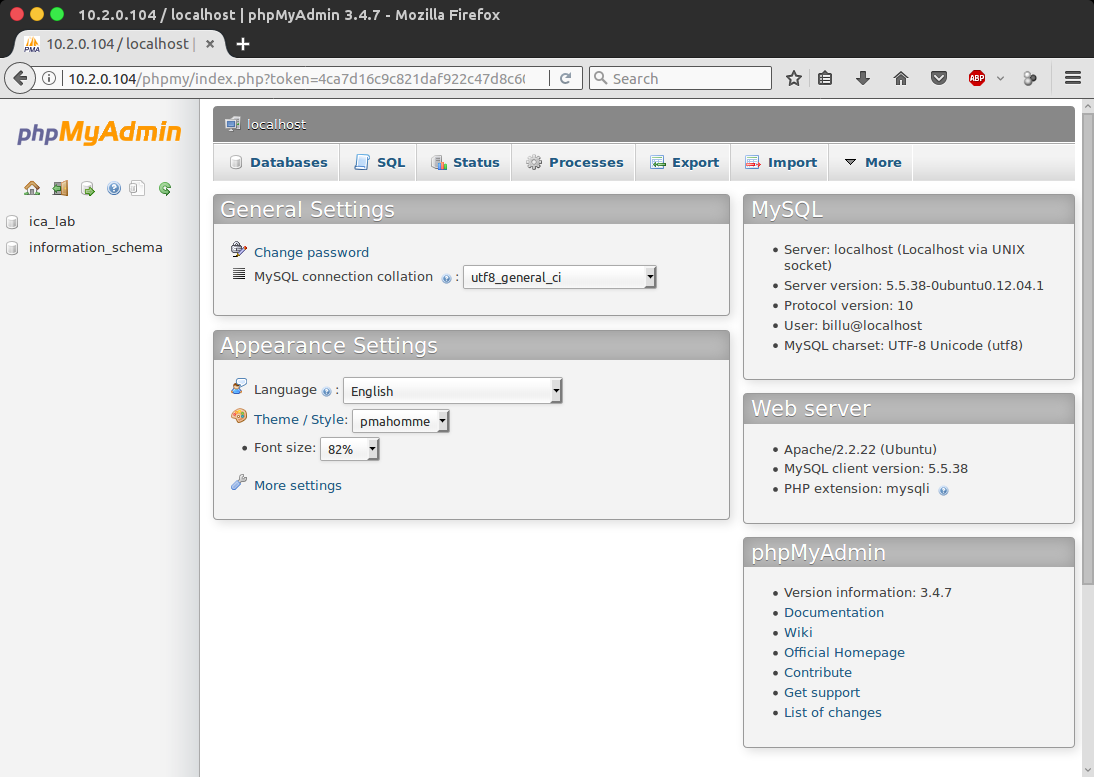 10.2.0.104 / localhost | phpMyAdmin 3.4.7 - Mozilla Firefox
PMA 10.2.0.104 / localhost |
10.2.0.104/phpmy/index.php?token=4ca7d16c9c821daf922c47d8c60
Search
ABP
phpMyAdmin
ica_lab
information_schema
localhost
Databases SQL Status Processes Export Import More
General Settings
Change password
MySQL connection collation : utf8_general_ci
Appearance Settings
Language : English
Theme / Style: pmahomme
• Font size: 82%
More settings
MySQL
• Server: localhost (Localhost via UNIX
socket)
• Server version: 5.5.38-0ubuntu0.12.04.1
• Protocol version: 10
• User: billu@localhost
• MySQL charset: UTF-8 Unicode (utf8)
Web server
• Apache/2.2.22 (Ubuntu)
• MySQL client version: 5.5.38
• PHP extension: mysqli
phpMyAdmin
• Version information: 3.4.7
• Documentation
• Wiki
• Official Homepage
• Contribute
• Get support
• List of changes